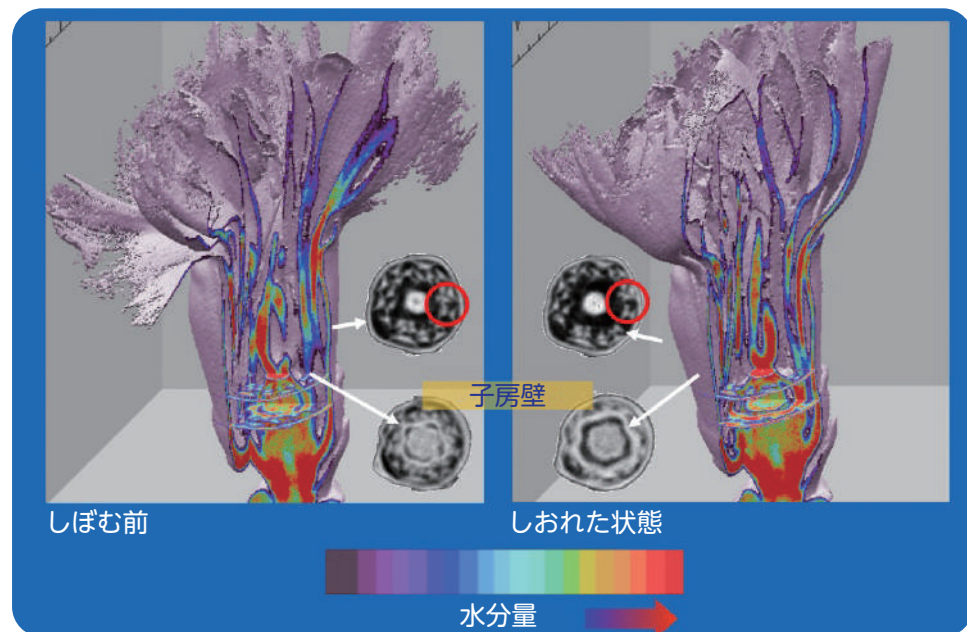 子房壁
しぼむ前
しおれた状態
水分量